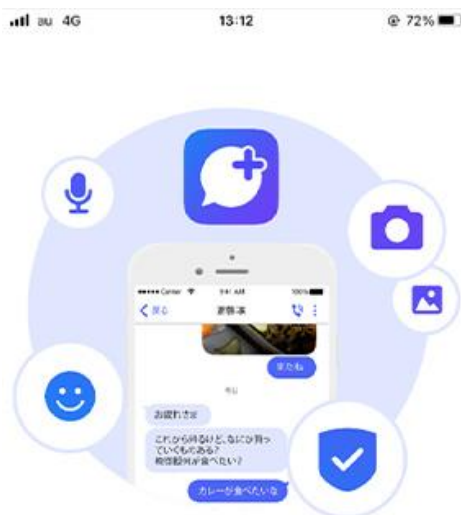 au 4G 13:12 72%
Carrier 9:41 AM 100%
戻る
またね
今日
お疲れさま
これから帰るけど、なにか買っ
ていくものある?
晩御飯何が食べたい?
カレーが食べたいな